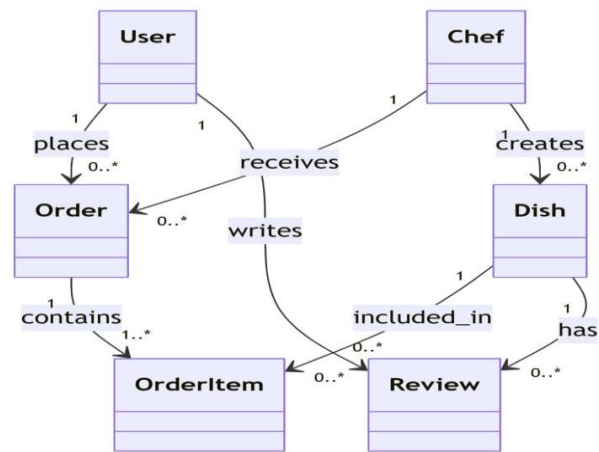 User
Chef
1
1
1
1
places
receives
creates
0..*
0..*
Order
0..*
Dish
writes
1
1
1
contains
included_in
has
1..*
0..*
0..*
0..*
OrderItem
Review